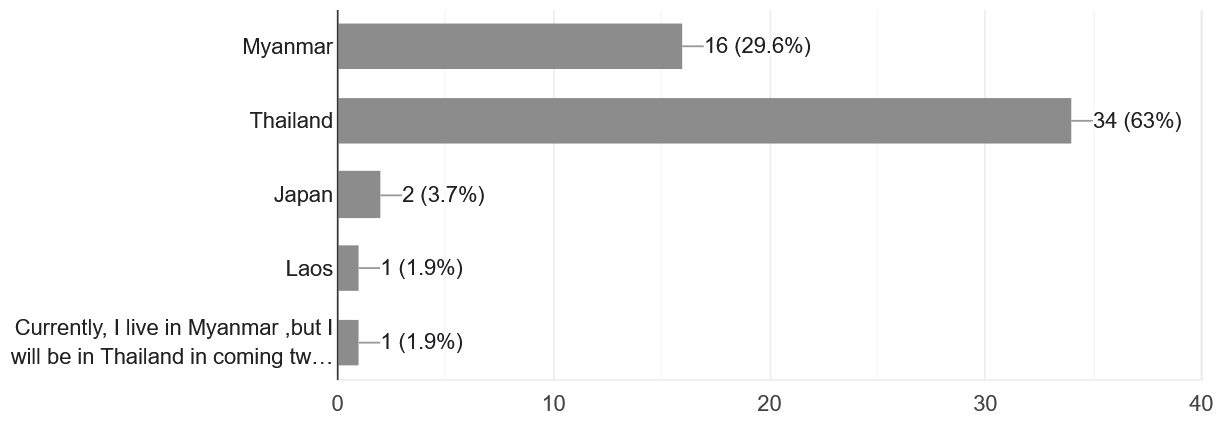 Myanmar
16 (29.6%)
Thailand
34 (63%)
Japan
2 (3.7%)
Laos
1 (1.9%)
Currently, I live in Myanmar ,but I
will be in Thailand in coming tw…
1 (1.9%)
0 10 20 30 40